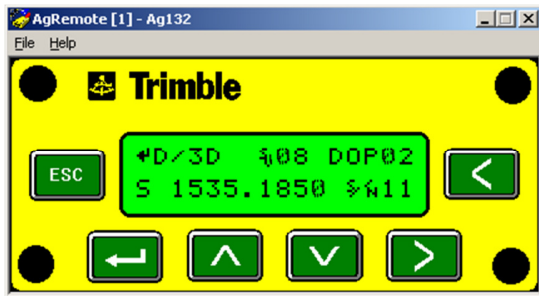 AgRemote [1] - Ag132
File Help
Trimble
ESC
D/3D 08 DOP02
S 1535.1850 11